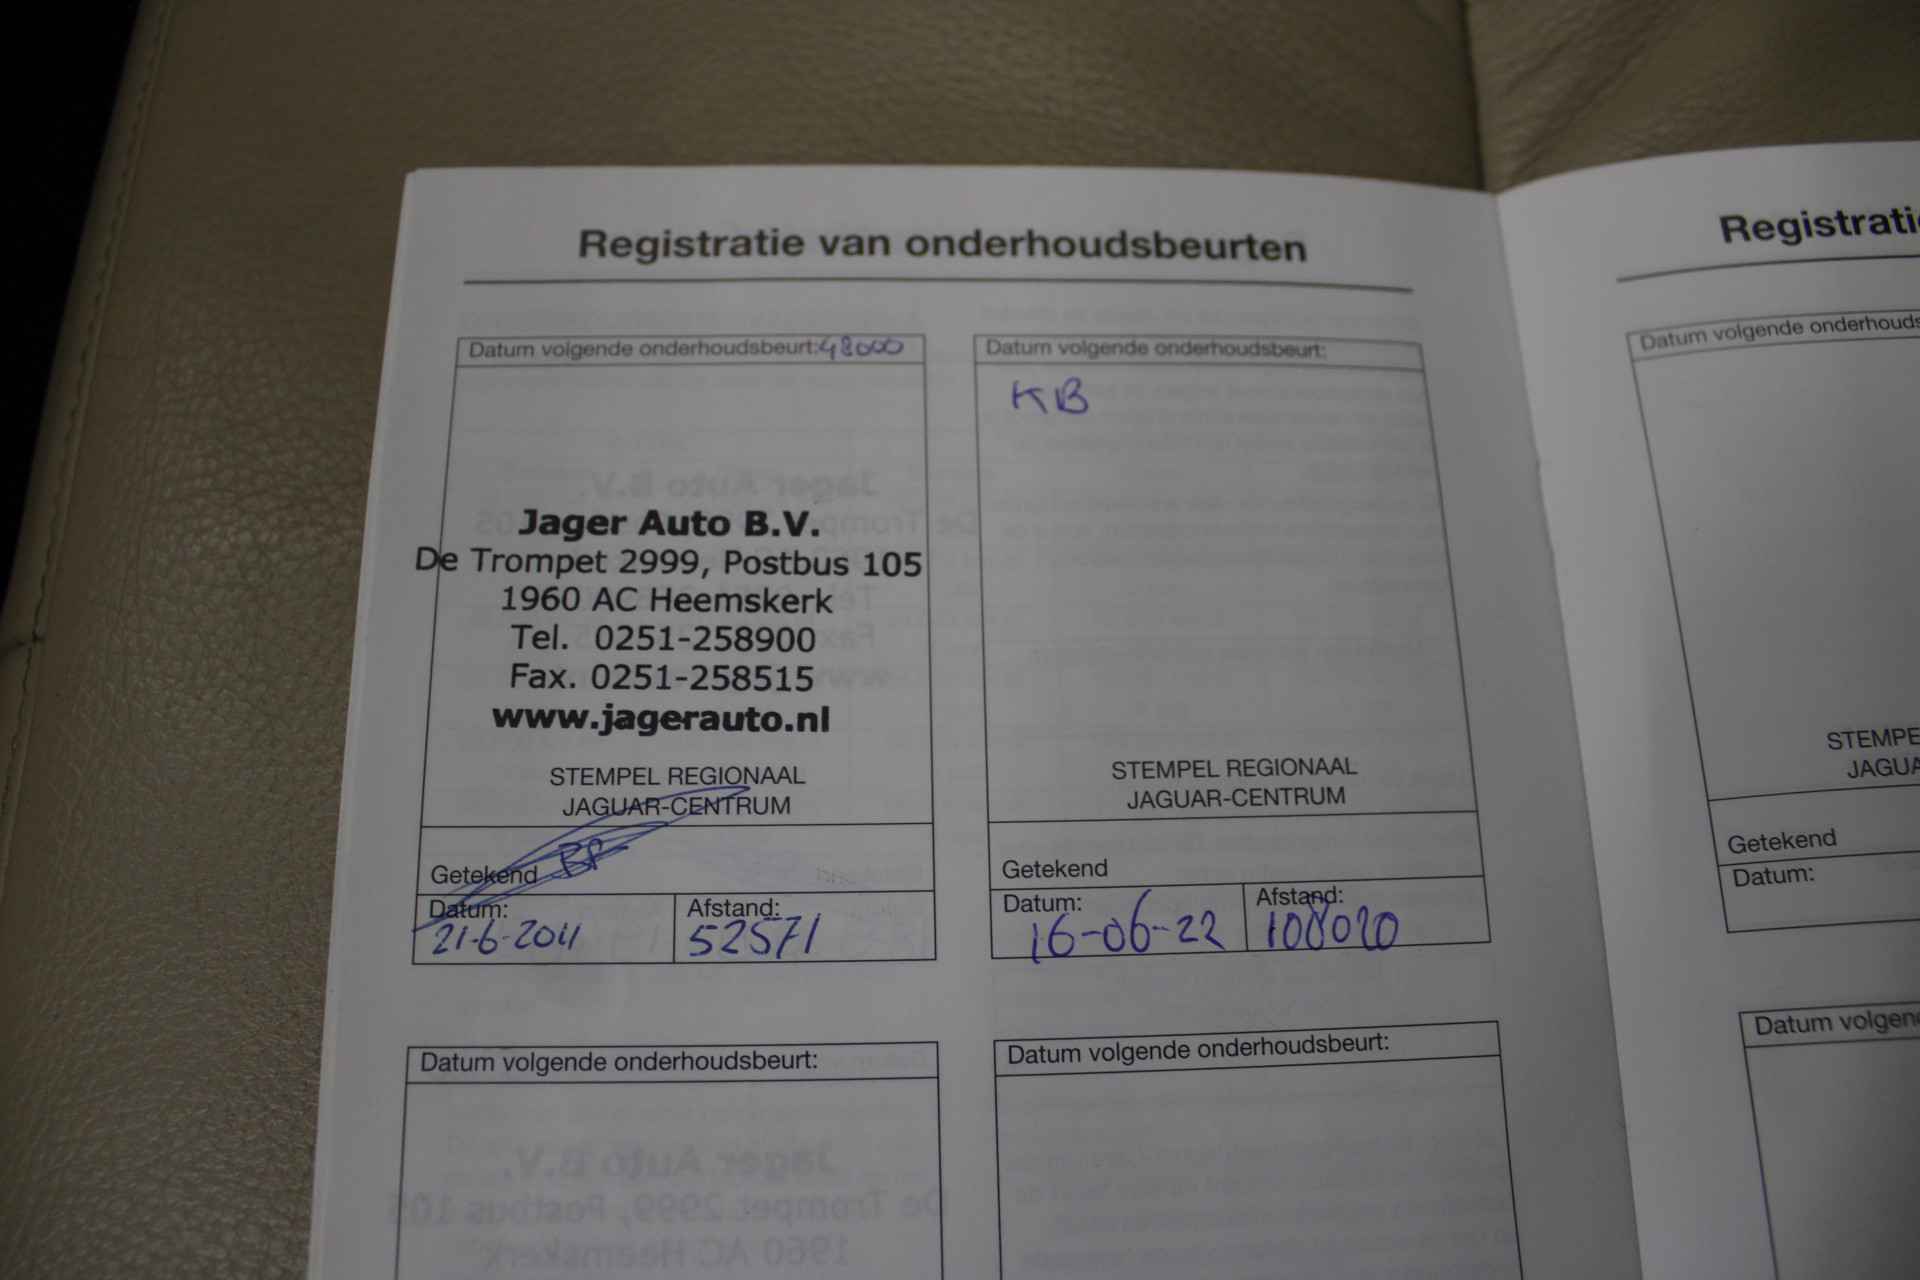 Registratie van onderhoudsbeurten
Datum volgende onderhoudsbeurt: 48000
Jager Auto B.V.
De Trompet 2999, Postbus 105
1960 AC Heemskerk
Tel. 0251-258900
Fax. 0251-258515
www.jagerauto.nl
STEMPEL REGIONAAL
JAGUAR-CENTRUM
Getekend BP
Datum: Afstand:
21-6-2011 52571
Datum volgende onderhoudsbeurt:
KB
STEMPEL REGIONAAL
JAGUAR-CENTRUM
Getekend
Datum: Afstand:
16-06-22 108020
Datum volgende onderhoudsbeurt:
Datum volgende onderhoudsbeurt:
Registrati
Datum volgende onderhouds
STEMPE
JAGUA
Getekend
Datum:
Datum volgen